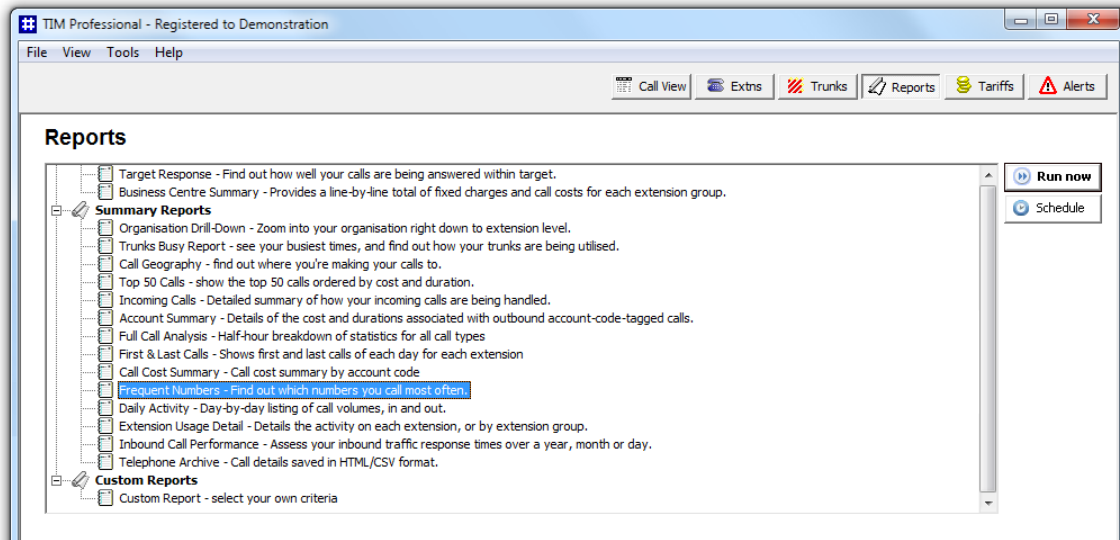 TIM Professional - Registered to Demonstration
File View Tools Help
Call View Extns Trunks Reports Tariffs Alerts
Reports
Target Response - Find out how well your calls are being answered within target.
Run now
Business Centre Summary - Provides a line-by-line total of fixed charges and call costs for each extension group.
Summary Reports
Schedule
Organisation Drill-Down - Zoom into your organisation right down to extension level.
Trunks Busy Report - see your busiest times, and find out how your trunks are being utilised.
Call Geography - find out where you're making your calls to.
Top 50 Calls - show the top 50 calls ordered by cost and duration.
Incoming Calls - Detailed summary of how your incoming calls are being handled.
Account Summary - Details of the cost and durations associated with outbound account-code-tagged calls.
Full Call Analysis - Half-hour breakdown of statistics for all call types
First & Last Calls - Shows first and last calls of each day for each extension
Call Cost Summary - Call cost summary by account code
Frequent Numbers - Find out which numbers you call most often.
Daily Activity - Day-by-day listing of call volumes, in and out.
Extension Usage Detail - Details the activity on each extension, or by extension group.
Inbound Call Performance - Assess your inbound traffic response times over a year, month or day.
Telephone Archive - Call details saved in HTML/CSV format.
Custom Reports
Custom Report - select your own criteria